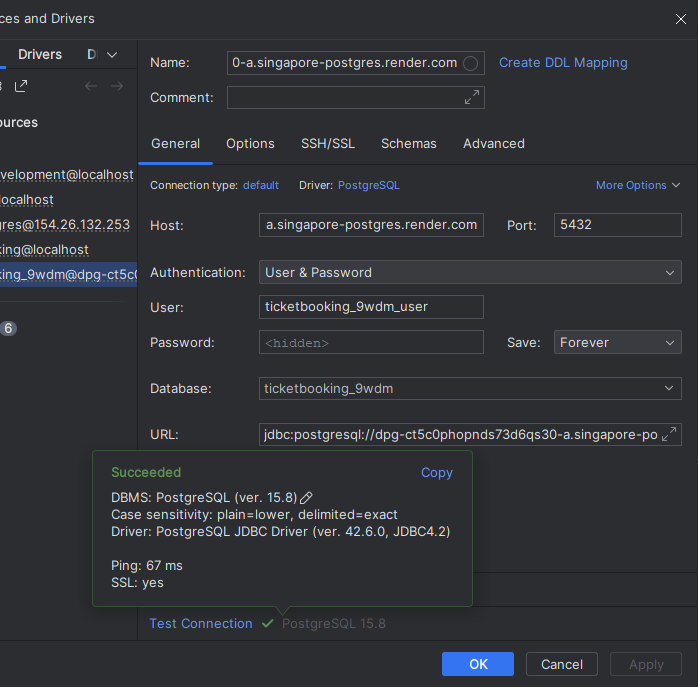 ces and Drivers
Drivers
D
ources
velopment@localhost
localhost
gres@154.26.132.253
king@localhost
king_9wdm@dpg-ct5c0
6
Name:
0-a.singapore-postgres.render.com
Create DDL Mapping
Comment:
General Options SSH/SSL Schemas Advanced
Connection type: default Driver: PostgreSQL More Options
Host: a.singapore-postgres.render.com Port: 5432
Authentication: User & Password
User: ticketbooking_9wdm_user
Password: <hidden> Save: Forever
Database: ticketbooking_9wdm
URL: jdbc:postgresql://dpg-ct5c0phopnds73d6qs30-a.singapore-po
Succeeded Copy
DBMS: PostgreSQL (ver. 15.8)
Case sensitivity: plain=lower, delimited=exact
Driver: PostgreSQL JDBC Driver (ver. 42.6.0, JDBC4.2)
Ping: 67 ms
SSL: yes
Test Connection PostgreSQL 15.8
OK Cancel Apply